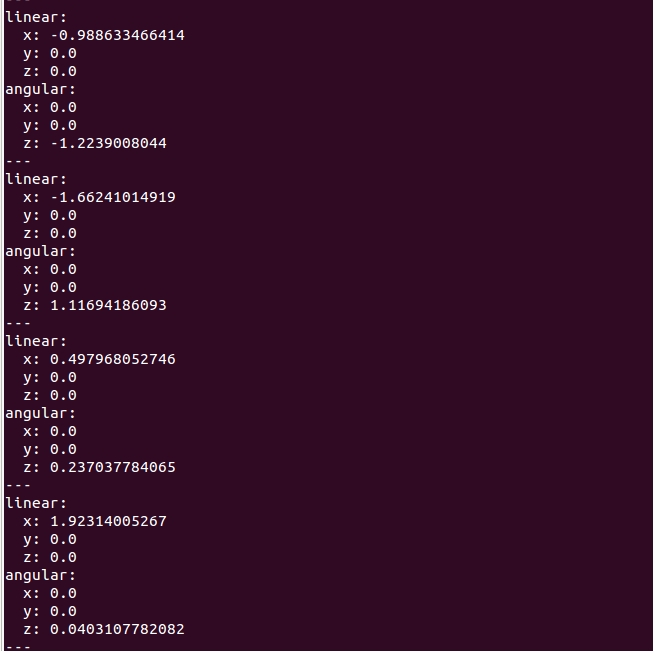 ---
linear:
  x: -0.988633466414
  y: 0.0
  z: 0.0
angular:
  x: 0.0
  y: 0.0
  z: -1.2239008044
---
linear:
  x: -1.66241014919
  y: 0.0
  z: 0.0
angular:
  x: 0.0
  y: 0.0
  z: 1.11694186093
---
linear:
  x: 0.497968052746
  y: 0.0
  z: 0.0
angular:
  x: 0.0
  y: 0.0
  z: 0.237037784065
---
linear:
  x: 1.92314005267
  y: 0.0
  z: 0.0
angular:
  x: 0.0
  y: 0.0
  z: 0.0403107782082
---